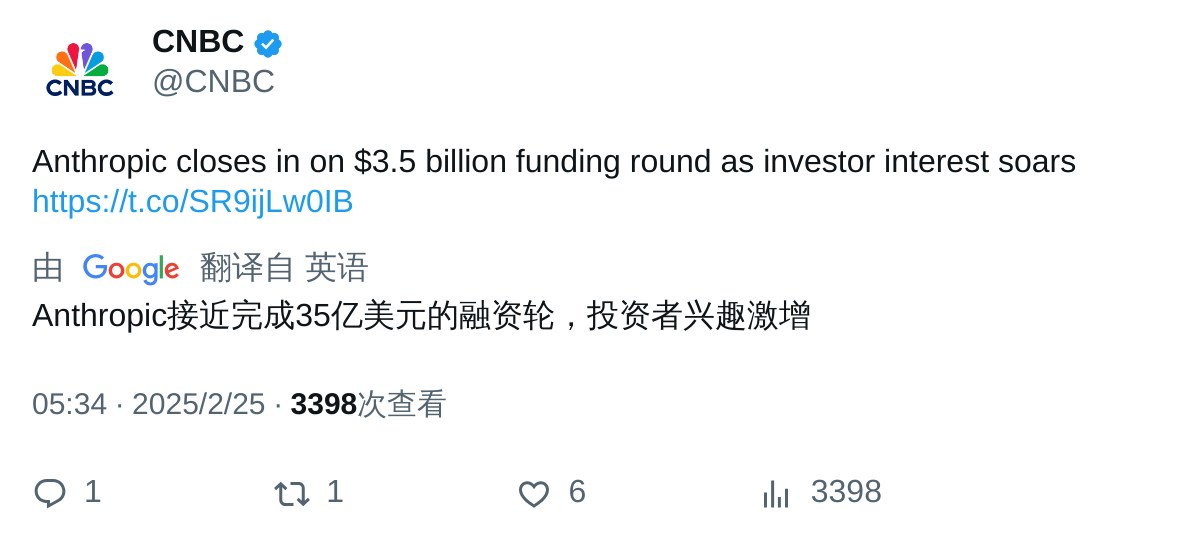 CNBC
CNBC
@CNBC
Anthropic closes in on $3.5 billion funding round as investor interest soars
https://t.co/SR9ijLw0IB
由 Google 翻译自 英语
Anthropic接近完成35亿美元的融资轮，投资者兴趣激增
05:34 · 2025/2/25 · 3398次查看
1 1 6 3398